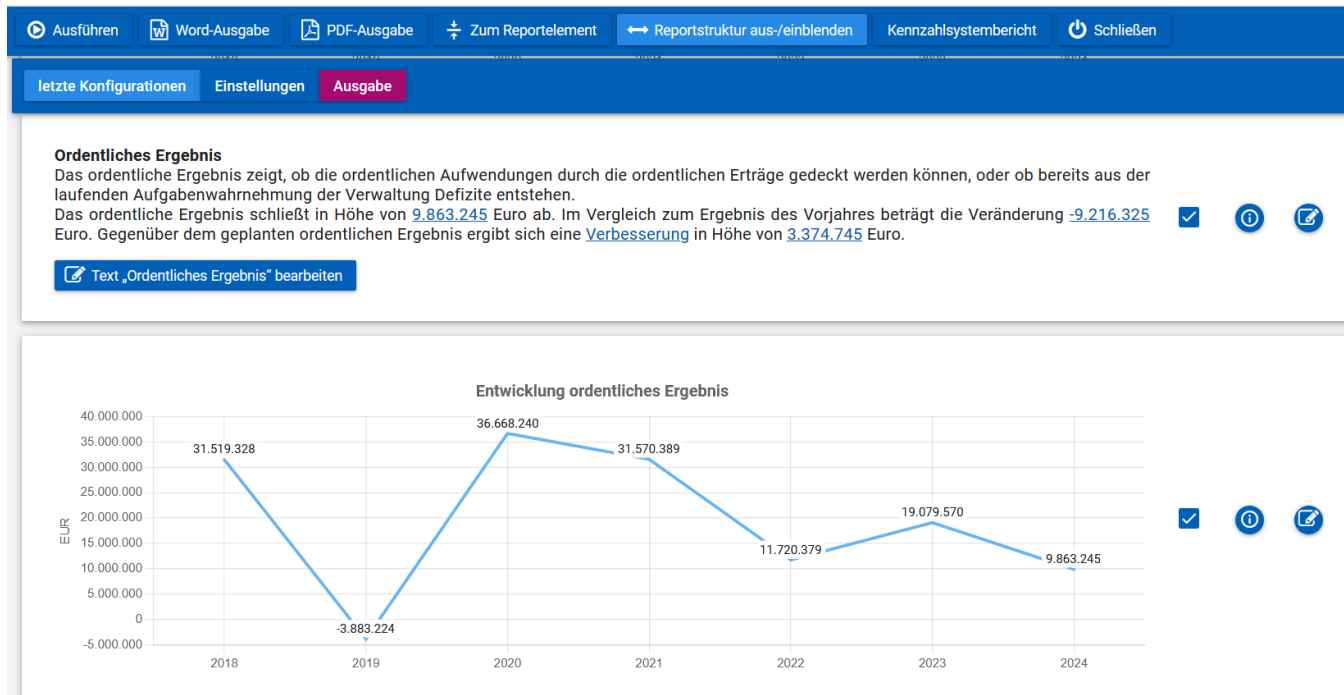 Ausführen Word-Ausgabe PDF-Ausgabe Zum Reportelement Reportstruktur aus-/einblenden Kennzahlsystembericht Schließen
letzte Konfigurationen Einstellungen Ausgabe
Ordentliches Ergebnis
Das ordentliche Ergebnis zeigt, ob die ordentlichen Aufwendungen durch die ordentlichen Erträge gedeckt werden können, oder ob bereits aus der
laufenden Aufgabenwahrnehmung der Verwaltung Defizite entstehen.
Das ordentliche Ergebnis schließt in Höhe von 9.863.245 Euro ab. Im Vergleich zum Ergebnis des Vorjahres beträgt die Veränderung -9.216.325
Euro. Gegenüber dem geplanten ordentlichen Ergebnis ergibt sich eine Verbesserung in Höhe von 3.374.745 Euro.
Text „Ordentliches Ergebnis“ bearbeiten
Entwicklung ordentliches Ergebnis
EUR
40.000.000
35.000.000
30.000.000
25.000.000
20.000.000
15.000.000
10.000.000
5.000.000
0
-5.000.000
31.519.328
-3.883.224
36.668.240
31.570.389
11.720.379
19.079.570
9.863.245
2018 2019 2020 2021 2022 2023 2024